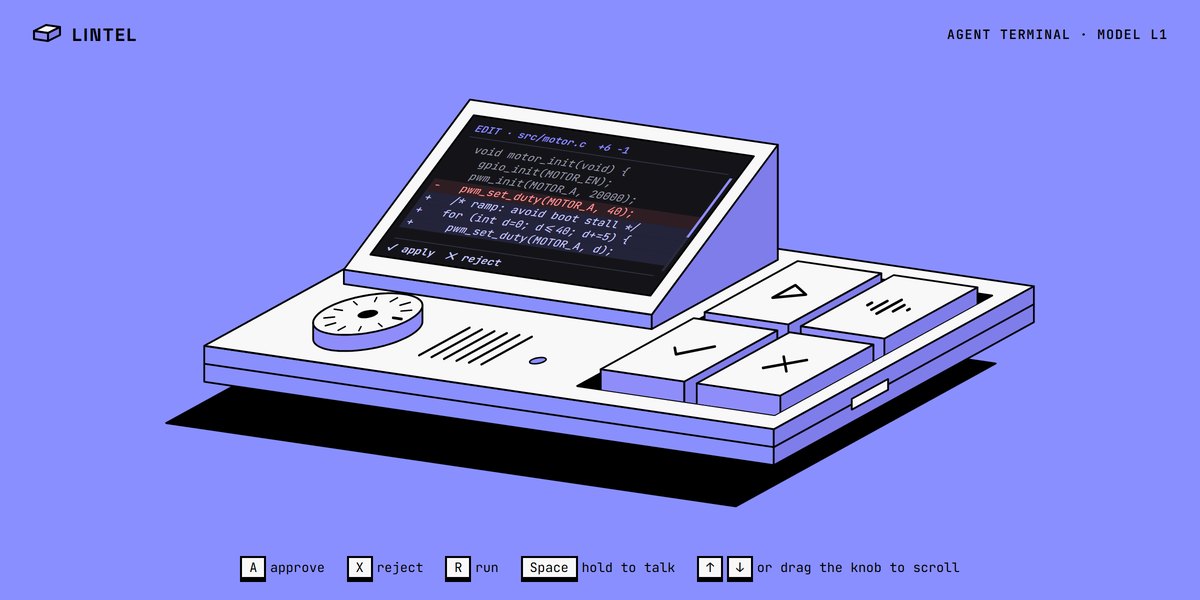 LINTEL
AGENT TERMINAL · MODEL L1
EDIT · src/motor.c +6 -1
void motor_init(void) {
gpio_init(MOTOR_EN);
pwm_init(MOTOR_A, 20000);
- pwm_set_duty(MOTOR_A, 40);
+ /* ramp: avoid boot stall */
+ for (int d=0; d≤40; d+=5) {
+ pwm_set_duty(MOTOR_A, d);
✓ apply ✕ reject
A approve X reject R run Space hold to talk ↑ ↓ or drag the knob to scroll